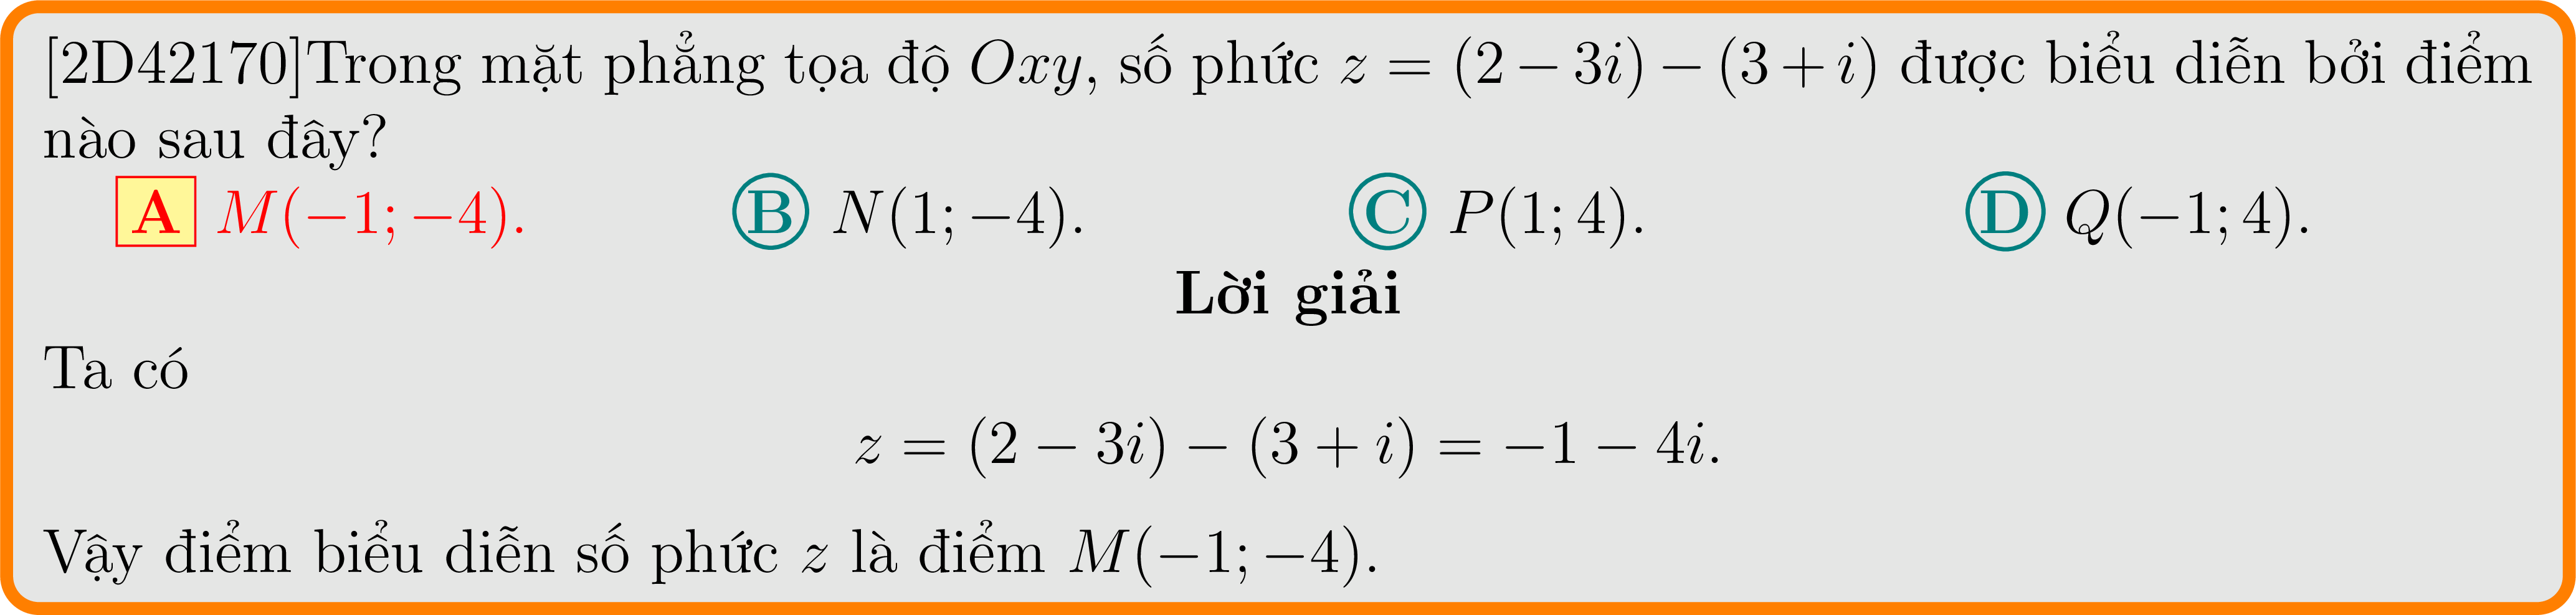 [2D42170]Trong mặt phẳng tọa độ Oxy, số phức z = (2 − 3i) − (3 + i) được biểu diễn bởi điểm
nào sau đây?
A M(−1; −4). B N(1; −4). C P(1; 4). D Q(−1; 4).
Lời giải
Ta có
z = (2 − 3i) − (3 + i) = −1 − 4i.
Vậy điểm biểu diễn số phức z là điểm M(−1; −4).